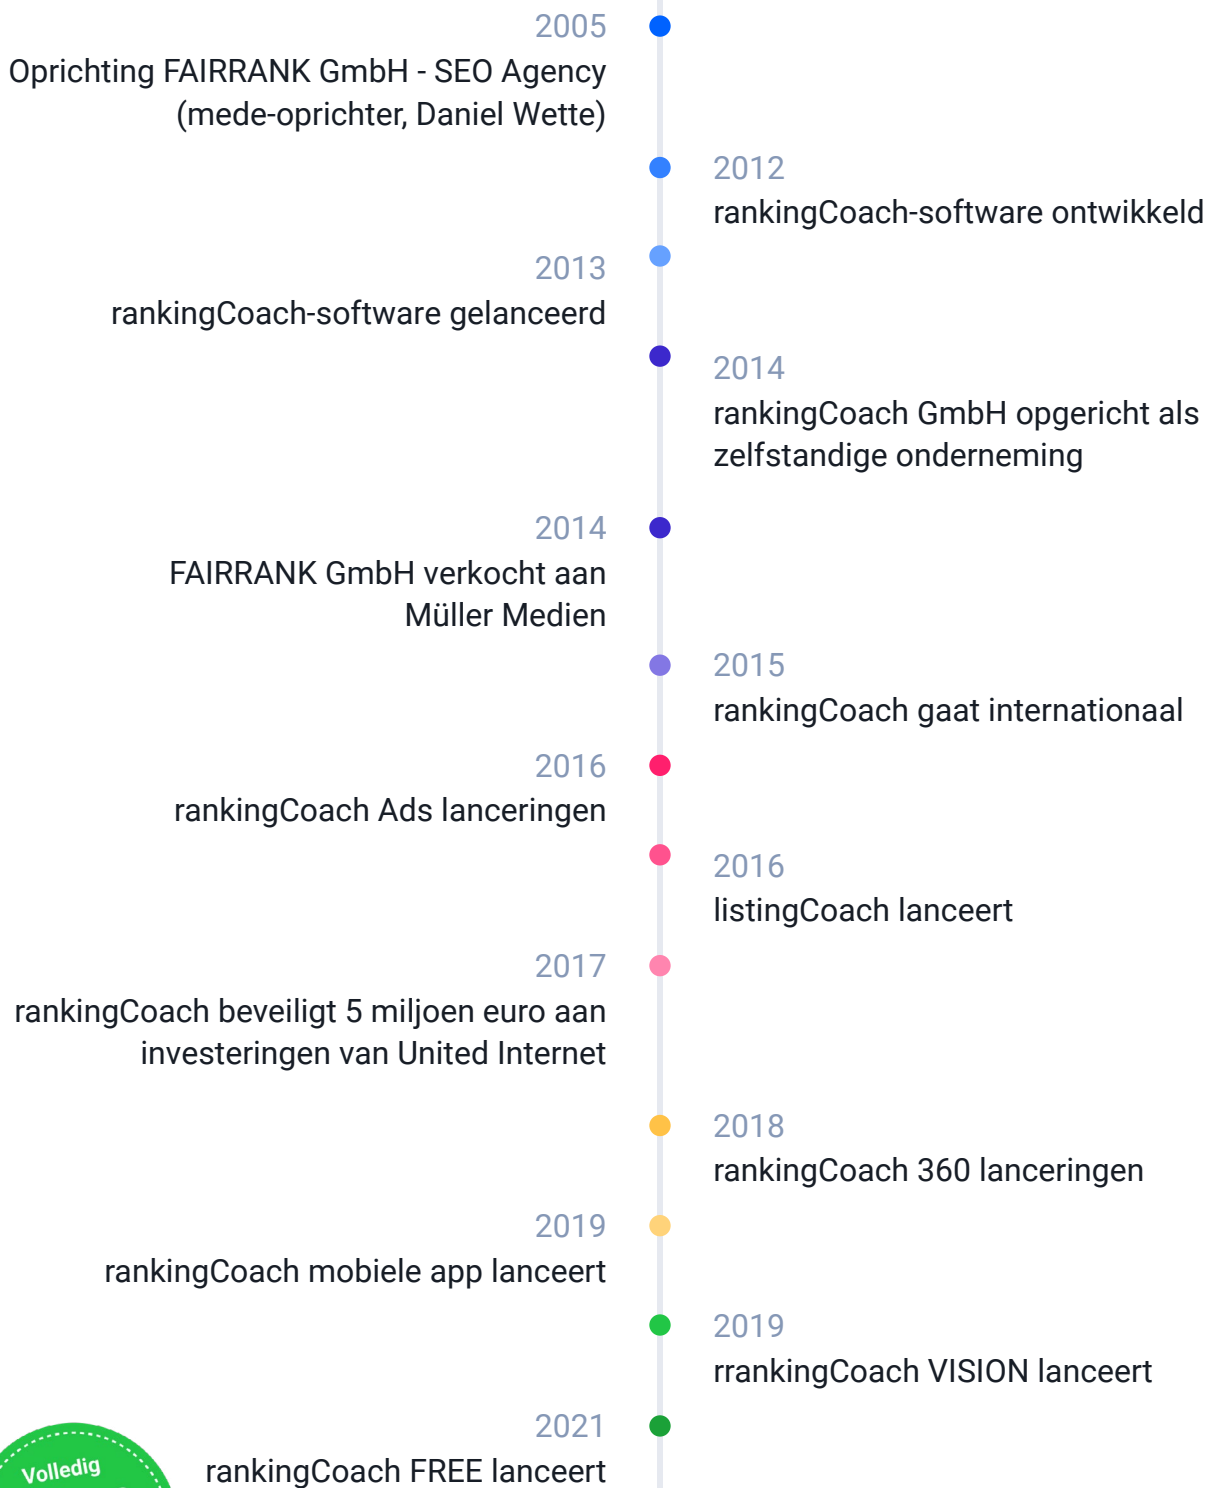 2005
Oprichting FAIRRANK GmbH - SEO Agency
(mede-oprichter, Daniel Wette)
2012
rankingCoach-software ontwikkeld
2013
rankingCoach-software gelanceerd
2014
rankingCoach GmbH opgericht als
zelfstandige onderneming
2014
FAIRRANK GmbH verkocht aan
Müller Medien
2015
rankingCoach gaat internationaal
2016
rankingCoach Ads lanceringen
2016
listingCoach lanceert
2017
rankingCoach beveiligt 5 miljoen euro aan
investeringen van United Internet
2018
rankingCoach 360 lanceringen
2019
rankingCoach mobiele app lanceert
2019
rrankingCoach VISION lanceert
2021
rankingCoach FREE lanceert
Volledig